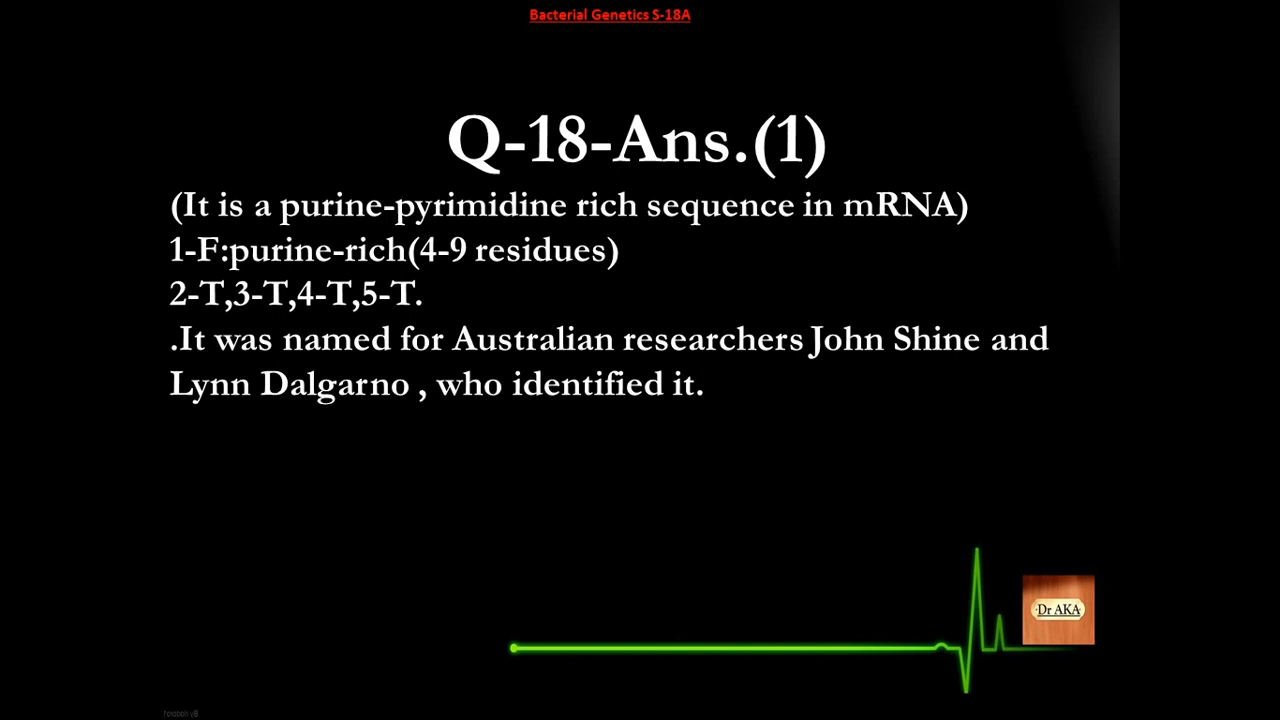 Bacterial Genetics S-18A
Q-18-Ans.(1)
(It is a purine-pyrimidine rich sequence in mRNA)
1-F:purine-rich(4-9 residues)
2-T,3-T,4-T,5-T.
.It was named for Australian researchers John Shine and
Lynn Dalgarno , who identified it.
Dr AKA